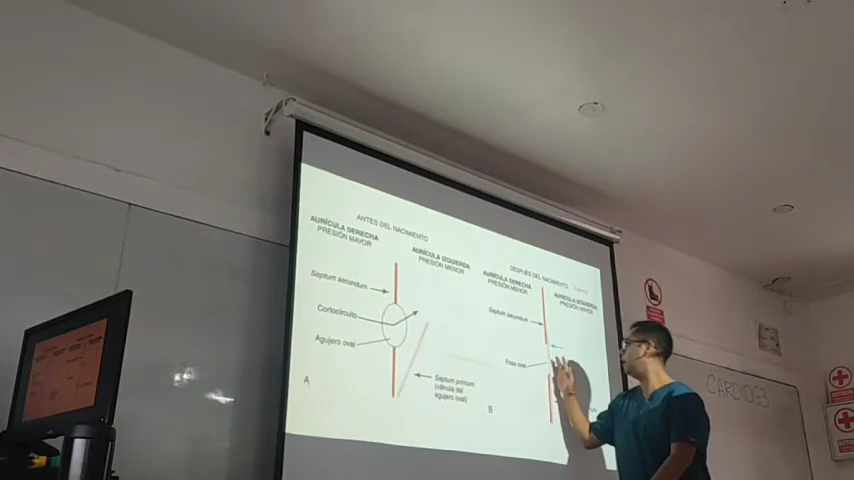 ANTES DEL NACIMIENTO
AURÍCULA DERECHA
PRESIÓN MAYOR
AURÍCULA IZQUIERDA
PRESIÓN MENOR
Septum secundum
Cortocircuito
Agujero oval
Septum primum
(válvula del
agujero oval)
A
DESPUÉS DEL NACIMIENTO
AURÍCULA DERECHA
PRESIÓN MENOR
AURÍCULA IZQUIERDA
PRESIÓN MAYOR
Septum secundum
Fosa oval
B